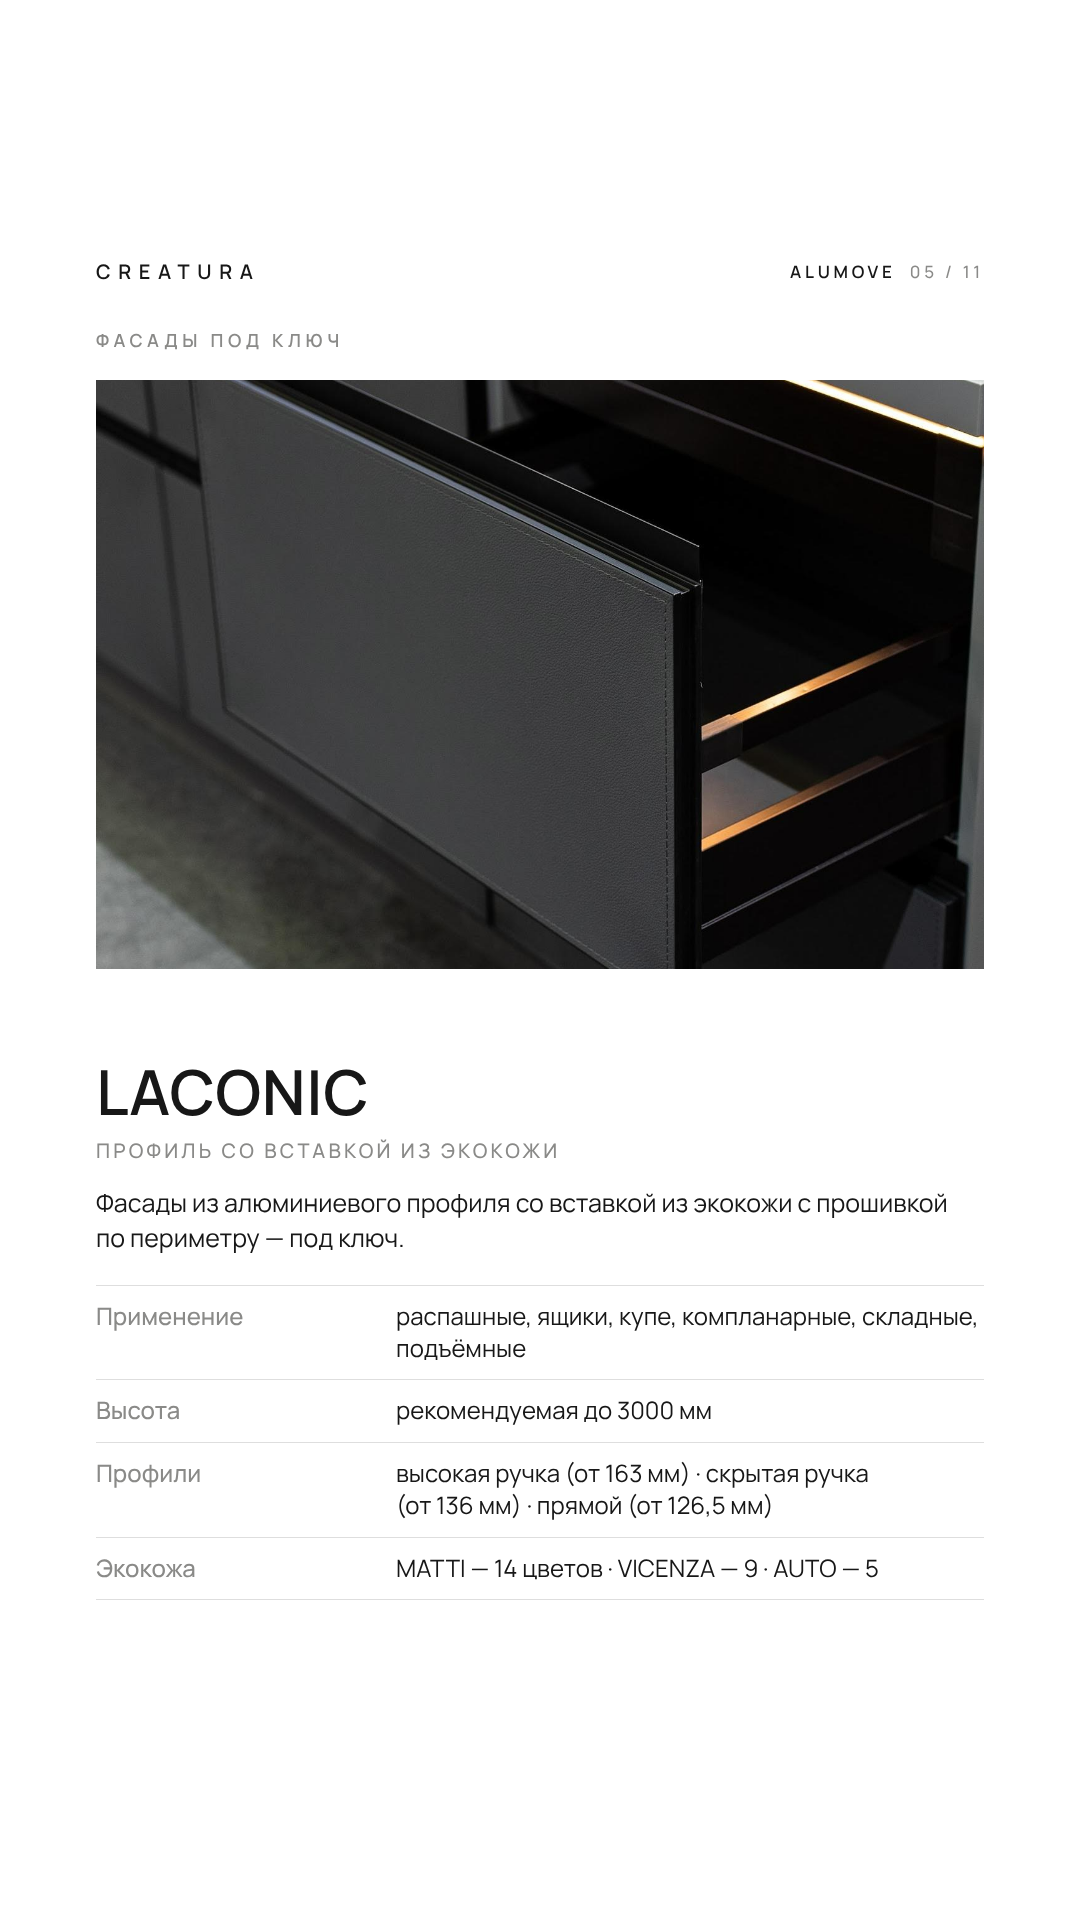 CREATURA
ALUMOVE 05 / 11
ФАСАДЫ ПОД КЛЮЧ
LACONIC
ПРОФИЛЬ СО ВСТАВКОЙ ИЗ ЭКОКОЖИ
Фасады из алюминиевого профиля со вставкой из экокожи с прошивкой
по периметру — под ключ.
Применение
распашные, ящики, купе, компланарные, складные,
подъёмные
Высота
рекомендуемая до 3000 мм
Профили
высокая ручка (от 163 мм) · скрытая ручка
(от 136 мм) · прямой (от 126,5 мм)
Экокожа
MATTI — 14 цветов · VICENZA — 9 · AUTO — 5